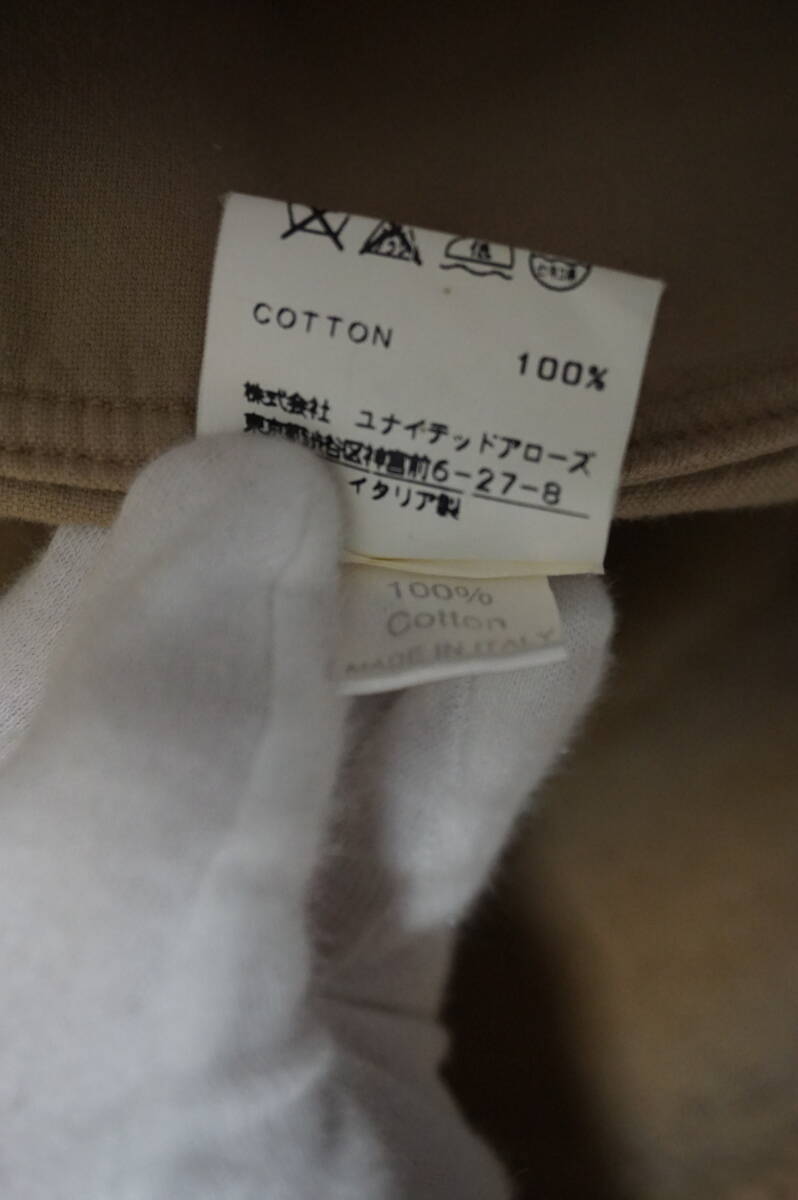 低
COTTON
100%
株式会社 ユナイテッドアローズ
東京都渋谷区神宮前6-27-8
イタリア製
100%
Cotton
MADE IN ITALY